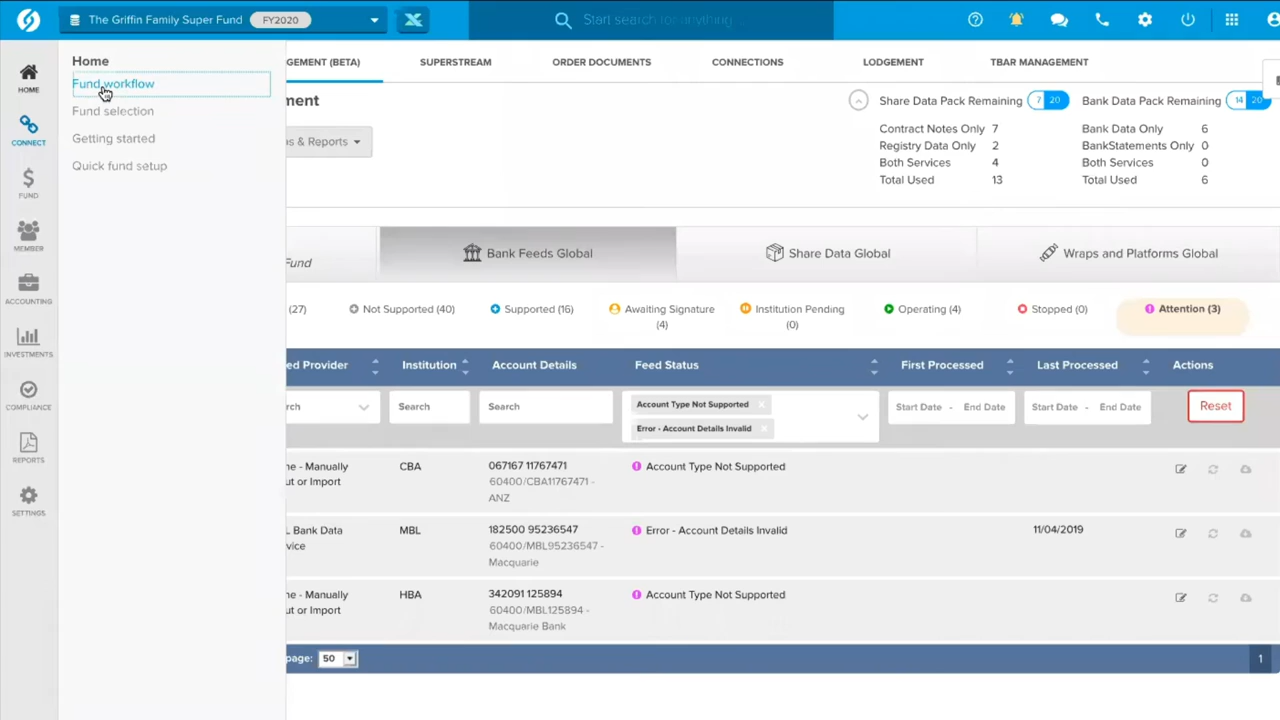 The Griffin Family Super Fund FY2020
Start search for anything...
Home
Fund workflow
Fund selection
Getting started
Quick fund setup
HOME
CONNECT
FUND
MEMBER
ACCOUNTING
INVESTMENTS
COMPLIANCE
REPORTS
SETTINGS
GEMENT (BETA) SUPERSTREAM ORDER DOCUMENTS CONNECTIONS LODGEMENT TBAR MANAGEMENT
ment
s & Reports
Share Data Pack Remaining 7 20 Bank Data Pack Remaining 14 20
Contract Notes Only 7 Bank Data Only 6
Registry Data Only 2 BankStatements Only 0
Both Services 4 Both Services 0
Total Used 13 Total Used 6
Fund Bank Feeds Global Share Data Global Wraps and Platforms Global
(27) Not Supported (40) Supported (16) Awaiting Signature (4) Institution Pending (0) Operating (4) Stopped (0) Attention (3)
ed Provider Institution Account Details Feed Status First Processed Last Processed Actions
rch Search Search Account Type Not Supported × Start Date - End Date Start Date - End Date Reset
Error - Account Details Invalid ×
ne - Manually CBA 067167 11767471 Account Type Not Supported
ut or Import 60400/CBA11767471 -
ANZ
L Bank Data MBL 182500 95236547 Error - Account Details Invalid 11/04/2019
vice 60400/MBL95236547 -
Macquarie
ne - Manually HBA 342091 125894 Account Type Not Supported
ut or Import 60400/MBL125894 -
Macquarie Bank
page: 50 1